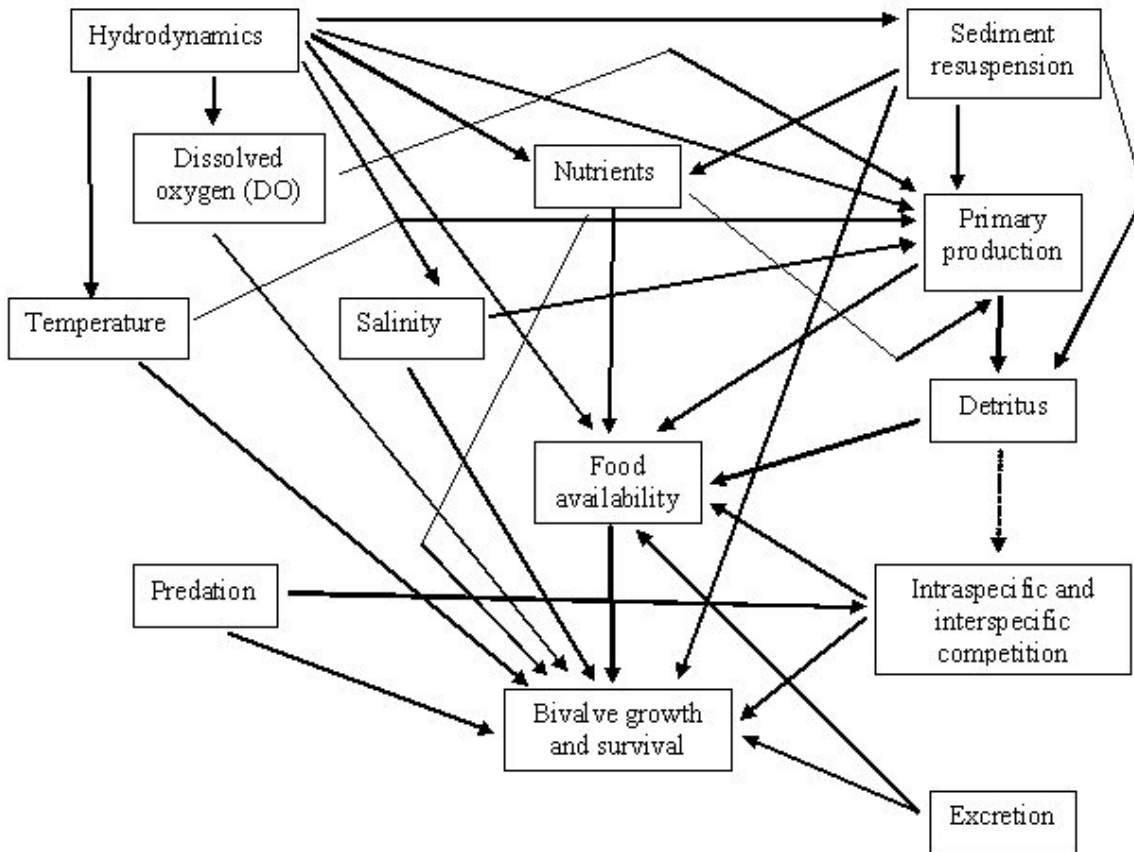 Hydrodynamics
Sediment
resuspension
Dissolved
oxygen (DO)
Nutrients
Primary
production
Temperature
Salinity
Detritus
Food
availability
Predation
Intraspecific and
interspecific
competition
Bivalve growth
and survival
Excretion